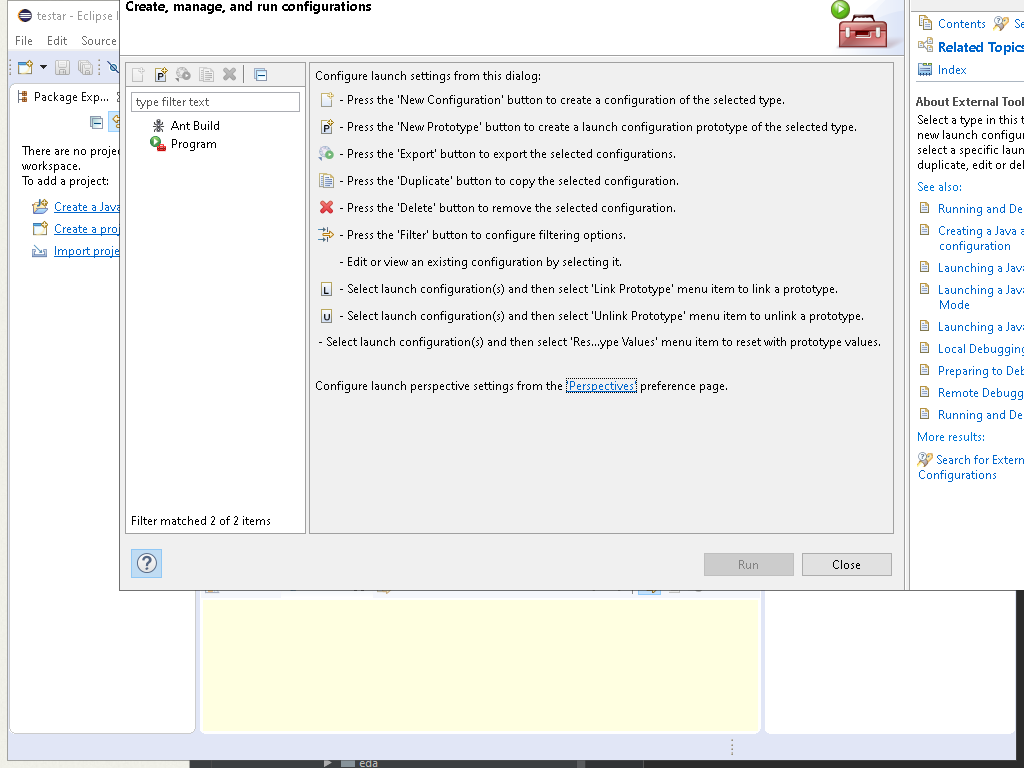 testar - Eclipse I
File Edit Source
Package Exp...
There are no proje
workspace.
To add a project:
Create a Java
Create a proj
Import proje
Create, manage, and run configurations
type filter text
Ant Build
Program
Filter matched 2 of 2 items
Configure launch settings from this dialog:
- Press the 'New Configuration' button to create a configuration of the selected type.
- Press the 'New Prototype' button to create a launch configuration prototype of the selected type.
- Press the 'Export' button to export the selected configurations.
- Press the 'Duplicate' button to copy the selected configuration.
- Press the 'Delete' button to remove the selected configuration.
- Press the 'Filter' button to configure filtering options.
- Edit or view an existing configuration by selecting it.
L - Select launch configuration(s) and then select 'Link Prototype' menu item to link a prototype.
U - Select launch configuration(s) and then select 'Unlink Prototype' menu item to unlink a prototype.
- Select launch configuration(s) and then select 'Res...ype Values' menu item to reset with prototype values.
Configure launch perspective settings from the 'Perspectives' preference page.
Run Close
Contents Se
Related Topics
Index
About External Tool
Select a type in this t
new launch configur
select a specific laun
duplicate, edit or del
See also:
Running and De
Creating a Java a
configuration
Launching a Java
Launching a Java
Mode
Launching a Java
Local Debugging
Preparing to Deb
Remote Debugg
Running and De
More results:
Search for Extern
Configurations
eda